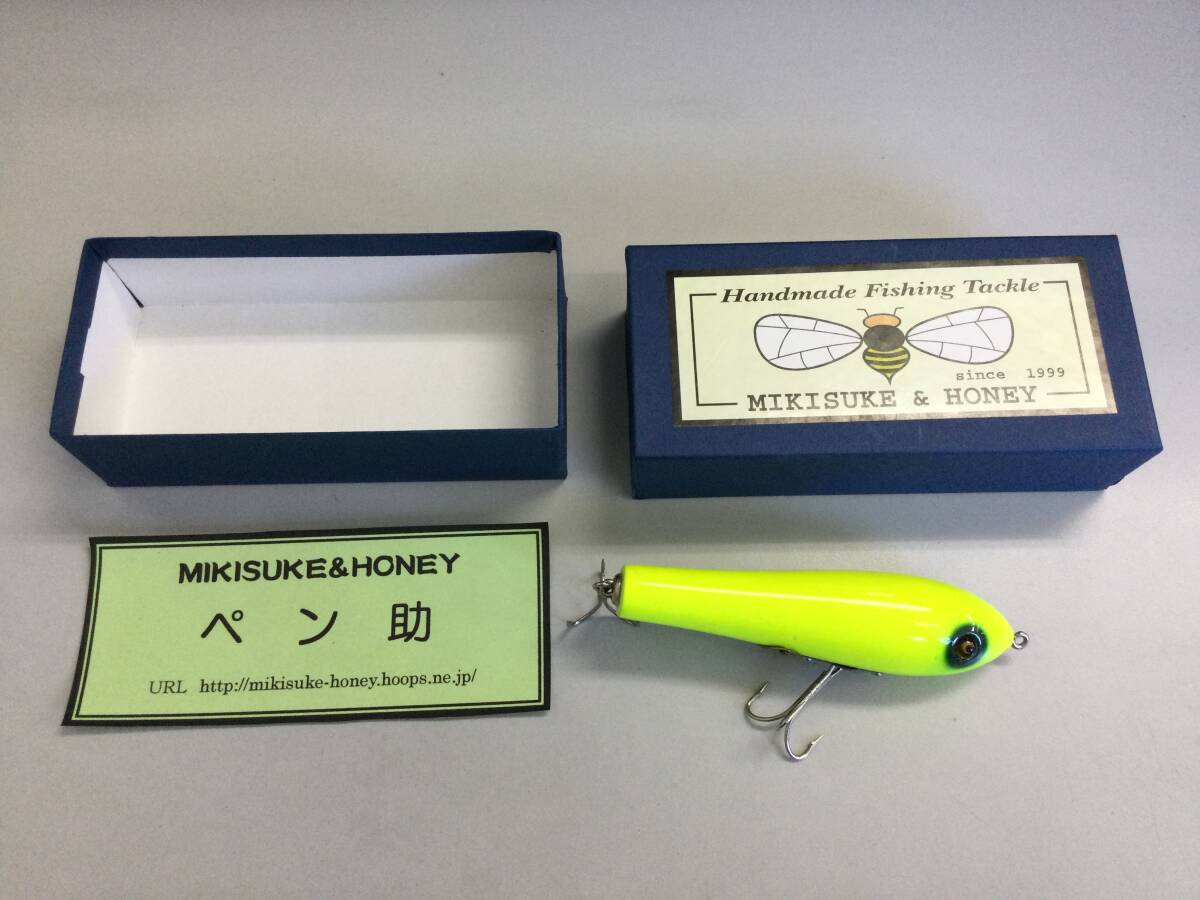 Handmade Fishing Tackle
since 1999
MIKISUKE & HONEY
MIKISUKE&HONEY
ペン助
URL http://mikisuke-honey.hoops.ne.jp/